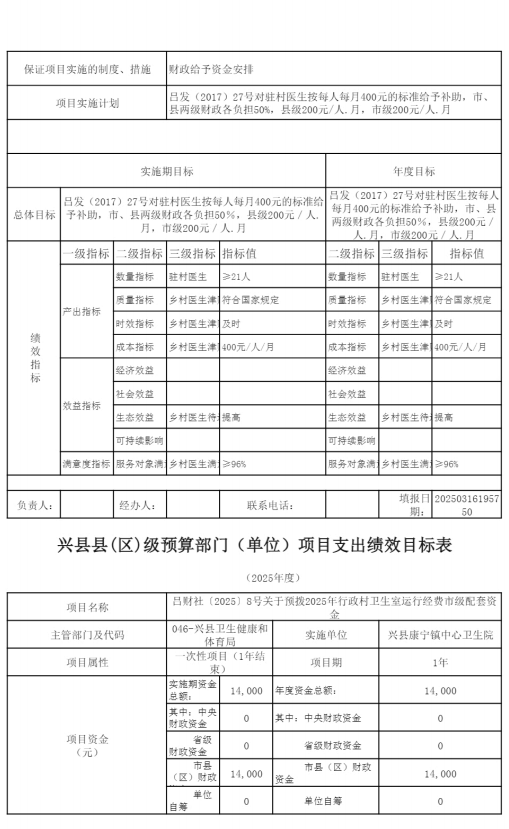 保证项目实施的制度、措施 财政给予资金安排
项目实施计划 吕发（2017）27号对驻村医生按每人每月400元的标准给予补助，市、
县两级财政各负担50%，县级200元/人.月，市级200元/人.月
实施期目标 年度目标
总体目标 吕发（2017）27号对驻村医生按每人每月400元的标准给
予补助，市、县两级财政各负担50%，县级200元/人.
月，市级200元/人.月
吕发（2017）27号对驻村医生按每人
每月400元的标准给予补助，市、县
两级财政各负担50%，县级200元/
人.月，市级200元/人.月
绩效指标
一级指标 二级指标 三级指标 指标值 二级指标 三级指标 指标值
产出指标
数量指标 驻村医生 ≥21人 数量指标 驻村医生 ≥21人
质量指标 乡村医生津 符合国家规定 质量指标 乡村医生津 符合国家规定
时效指标 乡村医生津 及时 时效指标 乡村医生津 及时
成本指标 乡村医生津 400元/人/月 成本指标 乡村医生津 400元/人/月
效益指标
经济效益 经济效益
社会效益 社会效益
生态效益 乡村医生待 提高 生态效益 乡村医生待 提高
可持续影响 可持续影响
满意度指标 服务对象满 乡村医生满 ≥96% 服务对象满 乡村医生满 ≥96%
负责人： 经办人： 联系电话： 填报日
期： 202503161957
50
兴县县(区)级预算部门（单位）项目支出绩效目标表
（2025年度）
项目名称 吕财社〔2025〕8号关于预拨2025年行政村卫生室运行经费市级配套资
金
主管部门及代码 046-兴县卫生健康和
体育局 实施单位 兴县康宁镇中心卫生院
项目属性 一次性项目（1年结
束） 项目期 1年
项目资金
（元）
实施期资金
总额： 14,000 年度资金总额： 14,000
其中：中央
财政资金 0 其中：中央财政资金 0
省级
财政资金 0 省级财政资金 0
市县
（区）财政 14,000 市县（区）财政
资金 14,000
单位
自筹 0 单位自筹 0